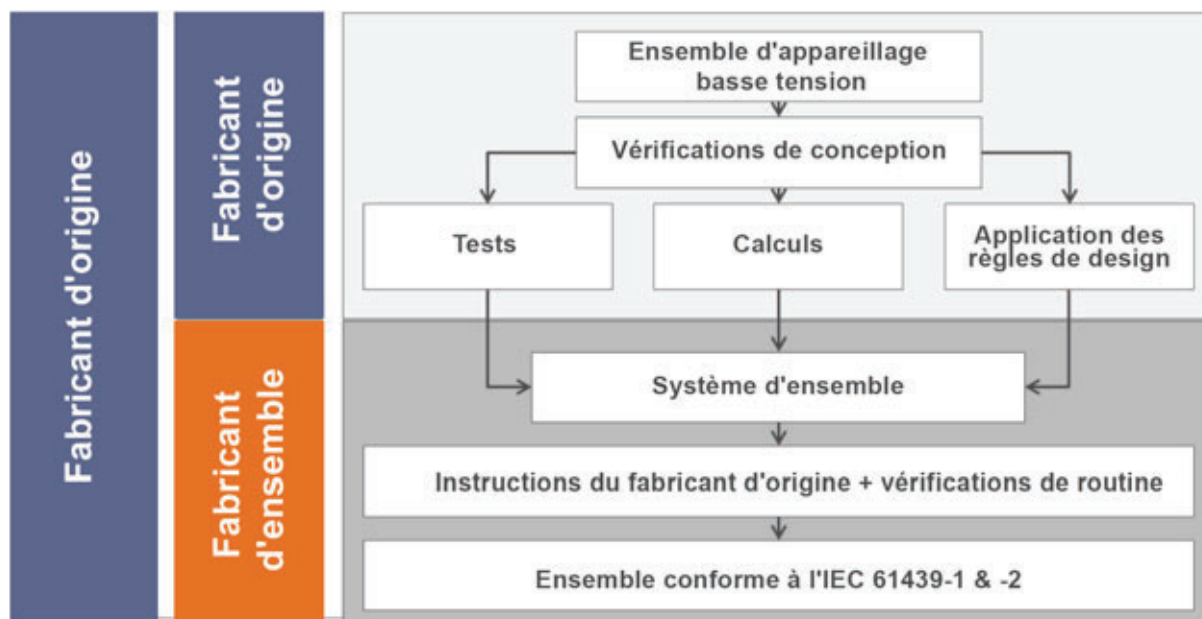 Fabricant d'origine
Fabricant
d'origine
Fabricant
d'ensemble
Ensemble d'appareillage
basse tension
Vérifications de conception
Tests
Calculs
Application des
règles de design
Système d'ensemble
Instructions du fabricant d'origine + vérifications de routine
Ensemble conforme à l'IEC 61439-1 & -2